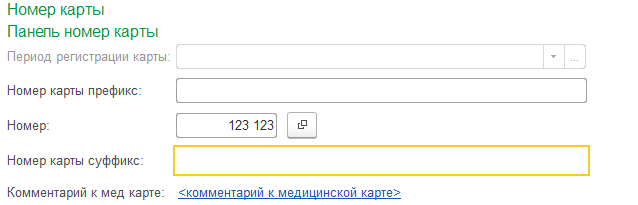 Номер карты
Панель номер карты
Период регистрации карты: ...
Номер карты префикс:
Номер: 123 123
Номер карты суффикс:
Комментарий к мед карте: <комментарий к медицинской карте>